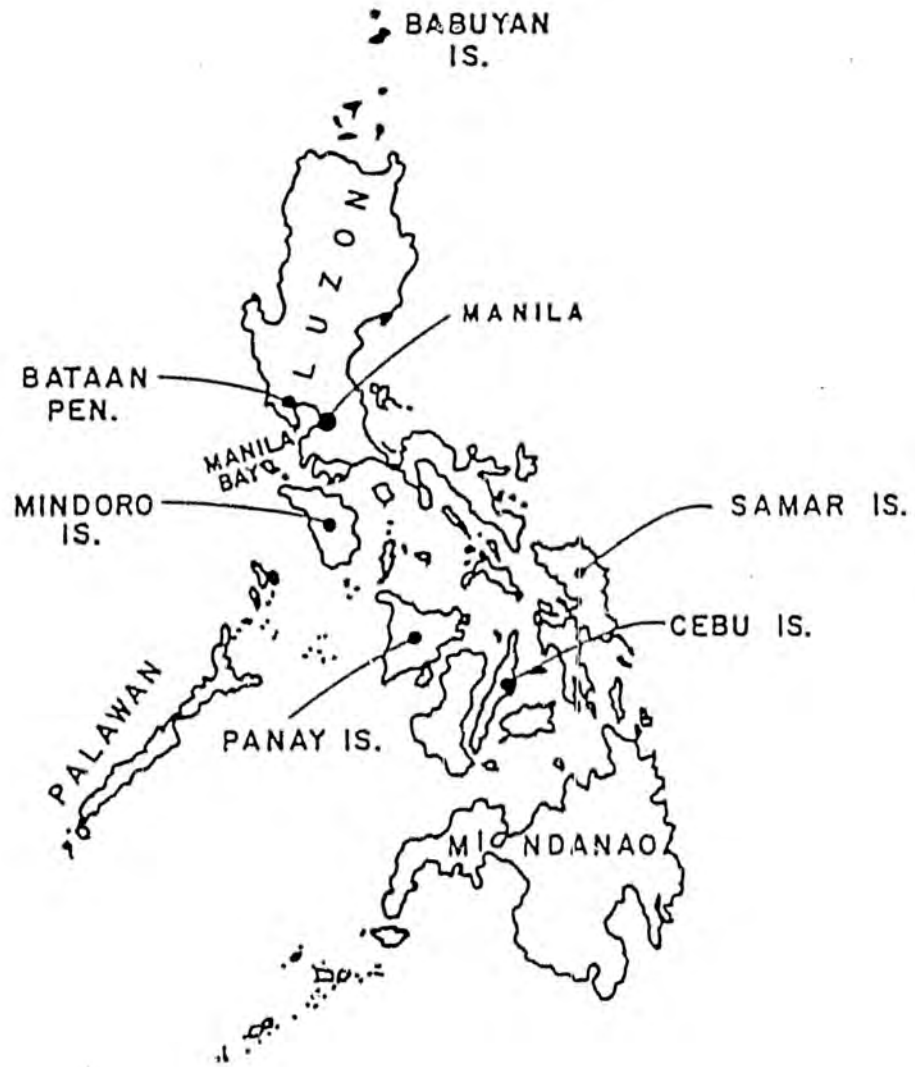 BABUYAN
IS.
LUZON
MANILA
BATAAN
PEN.
MANILA
BAY
MINDORO
IS.
SAMAR IS.
CEBU IS.
PALAWAN
PANAY IS.
MINDANAO